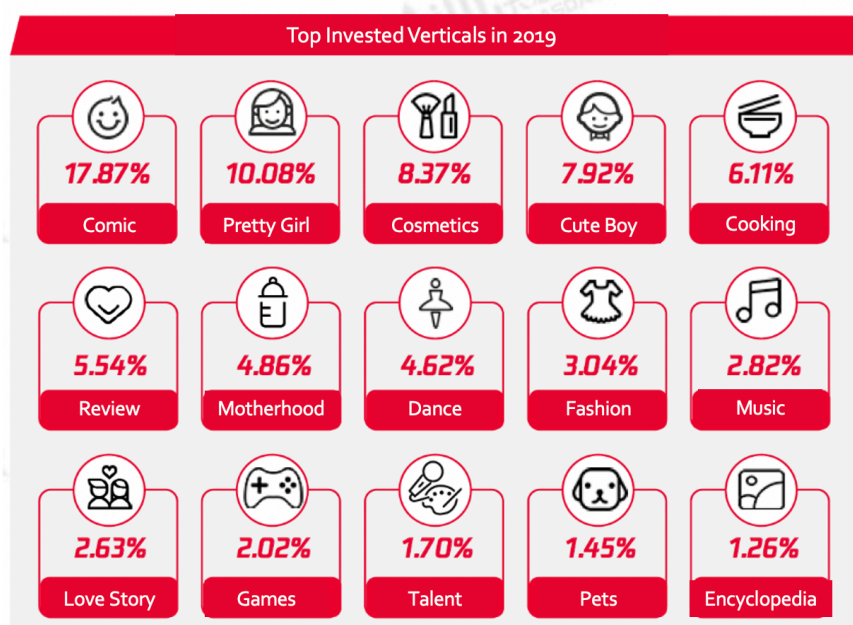 Top Invested Verticals in 2019
17.87% 10.08% 8.37% 7.92% 6.11%
Comic Pretty Girl Cosmetics Cute Boy Cooking
5.54% 4.86% 4.62% 3.04% 2.82%
Review Motherhood Dance Fashion Music
2.63% 2.02% 1.70% 1.45% 1.26%
Love Story Games Talent Pets Encyclopedia